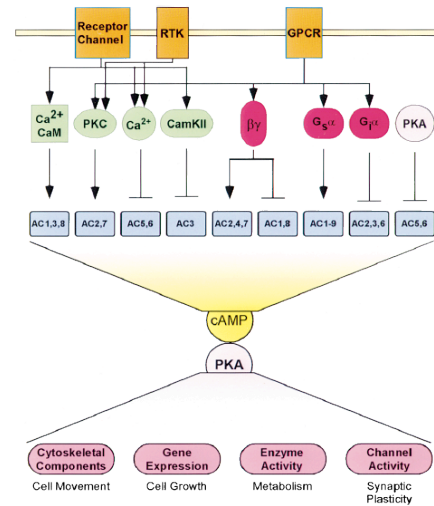 Receptor
Channel
RTK
GPCR
Ca2+
CaM
PKC
Ca2+
CamKII
βγ
Gsα
Giα
PKA
AC1,3,8
AC2,7
AC5,6
AC3
AC2,4,7
AC1,8
AC1-9
AC2,3,6
AC5,6
cAMP
PKA
Cytoskeletal
Components
Gene
Expression
Enzyme
Activity
Channel
Activity
Cell Movement
Cell Growth
Metabolism
Synaptic
Plasticity